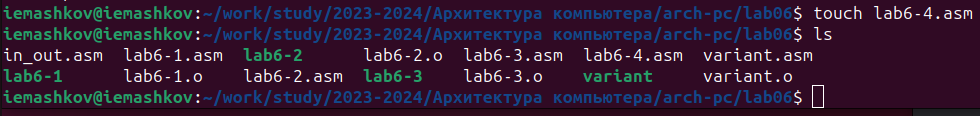 iemashkov@iemashkov:~/work/study/2023-2024/Архитектура компьютера/arch-pc/lab06$ touch lab6-4.asm
iemashkov@iemashkov:~/work/study/2023-2024/Архитектура компьютера/arch-pc/lab06$ ls
in_out.asm  lab6-1.asm  lab6-2      lab6-2.o  lab6-3.asm  lab6-4.asm  variant.asm
lab6-1      lab6-1.o    lab6-2.asm  lab6-3    lab6-3.o    variant     variant.o
iemashkov@iemashkov:~/work/study/2023-2024/Архитектура компьютера/arch-pc/lab06$